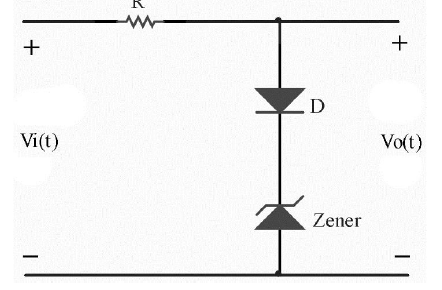 R
+
+
D
Vi(t)
Vo(t)
Zener
–
–